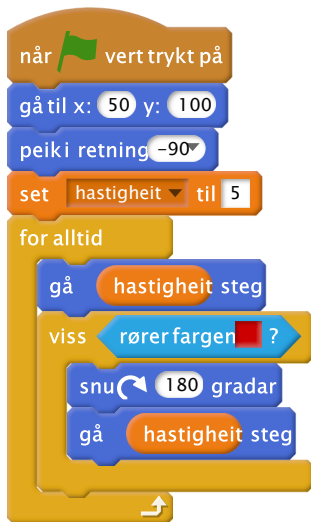 når vert trykt på
gå til x: 50 y: 100
peik i retning -90
set hastigheit til 5
for alltid
gå hastigheit steg
viss rører fargen ?
snu 180 gradar
gå hastigheit steg